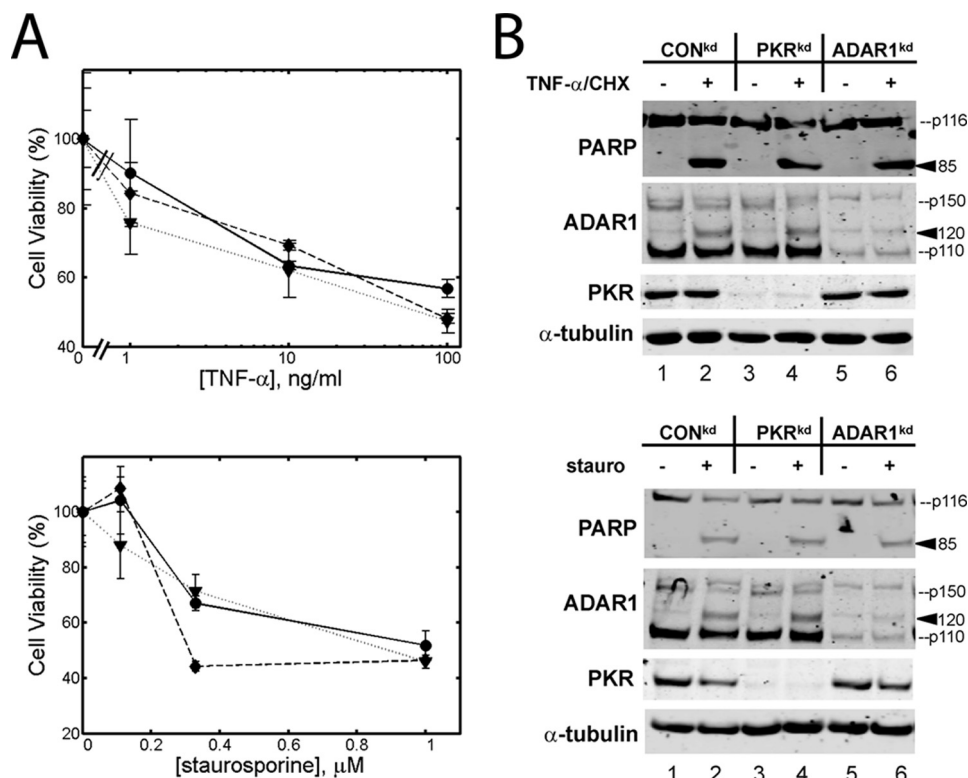 A
120
100
80
60
40
Cell Viability (%)
0 1 10 100
[TNF-α], ng/ml
120
100
80
60
40
20
Cell Viability (%)
0 0.2 0.4 0.6 0.8 1
[staurosporine], μM
B
CONkd PKRkd ADAR1kd
TNF-α/CHX - + - + - +
PARP --p116
85
ADAR1 --p150
120
--p110
PKR
α-tubulin
1 2 3 4 5 6
CONkd PKRkd ADAR1kd
stauro - + - + - +
PARP --p116
85
ADAR1 --p150
120
--p110
PKR
α-tubulin
1 2 3 4 5 6